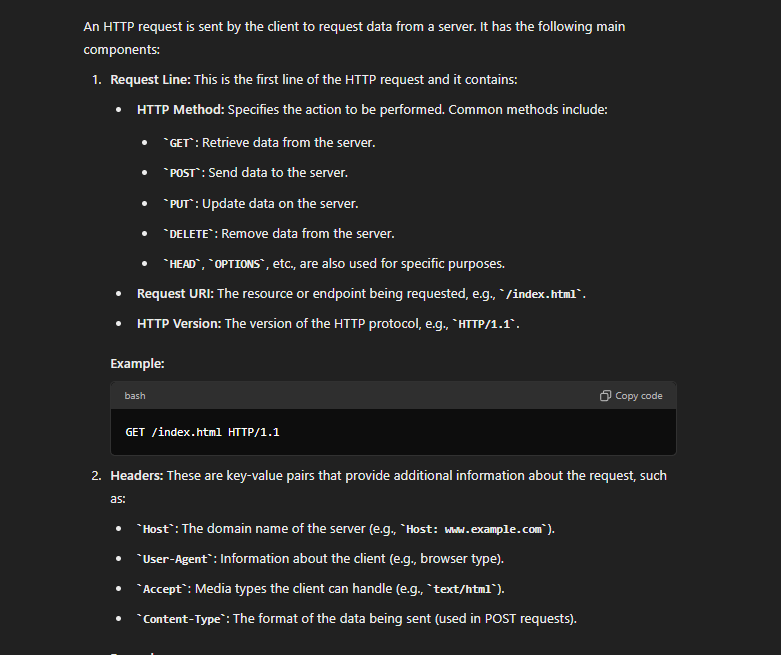 An HTTP request is sent by the client to request data from a server. It has the following main
components:
1. Request Line: This is the first line of the HTTP request and it contains:
• HTTP Method: Specifies the action to be performed. Common methods include:
• `GET`: Retrieve data from the server.
• `POST`: Send data to the server.
• `PUT`: Update data on the server.
• `DELETE`: Remove data from the server.
• `HEAD`, `OPTIONS`, etc., are also used for specific purposes.
• Request URI: The resource or endpoint being requested, e.g., `/index.html`.
• HTTP Version: The version of the HTTP protocol, e.g., `HTTP/1.1`.
Example:
bash Copy code
GET /index.html HTTP/1.1
2. Headers: These are key-value pairs that provide additional information about the request, such
as:
• `Host`: The domain name of the server (e.g., `Host: www.example.com`).
• `User-Agent`: Information about the client (e.g., browser type).
• `Accept`: Media types the client can handle (e.g., `text/html`).
• `Content-Type`: The format of the data being sent (used in POST requests).